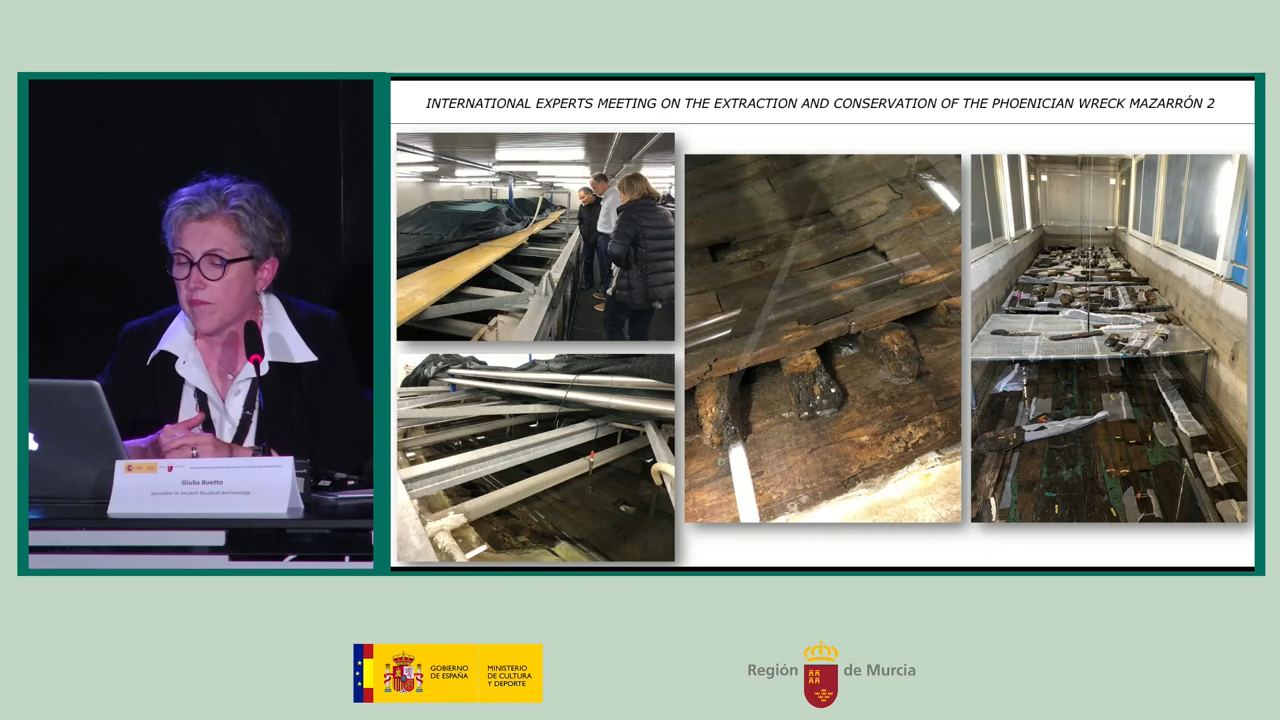 INTERNATIONAL EXPERTS MEETING ON THE EXTRACTION AND CONSERVATION OF THE PHOENICIAN WRECK MAZARRÓN 2
Giulia Boetto
Specialist in Ancient Nautical Archaeology
GOBIERNO
DE ESPAÑA
MINISTERIO
DE CULTURA
Y DEPORTE
Región de Murcia